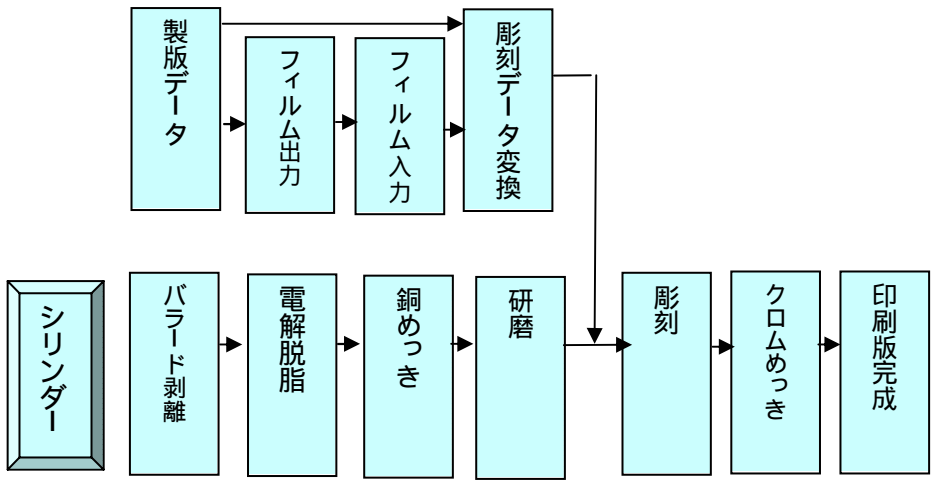 製版データ
フィルム出力
フィルム入力
彫刻データ変換
シリンダー
バラード剥離
電解脱脂
銅めっき
研磨
彫刻
クロムめっき
印刷版完成